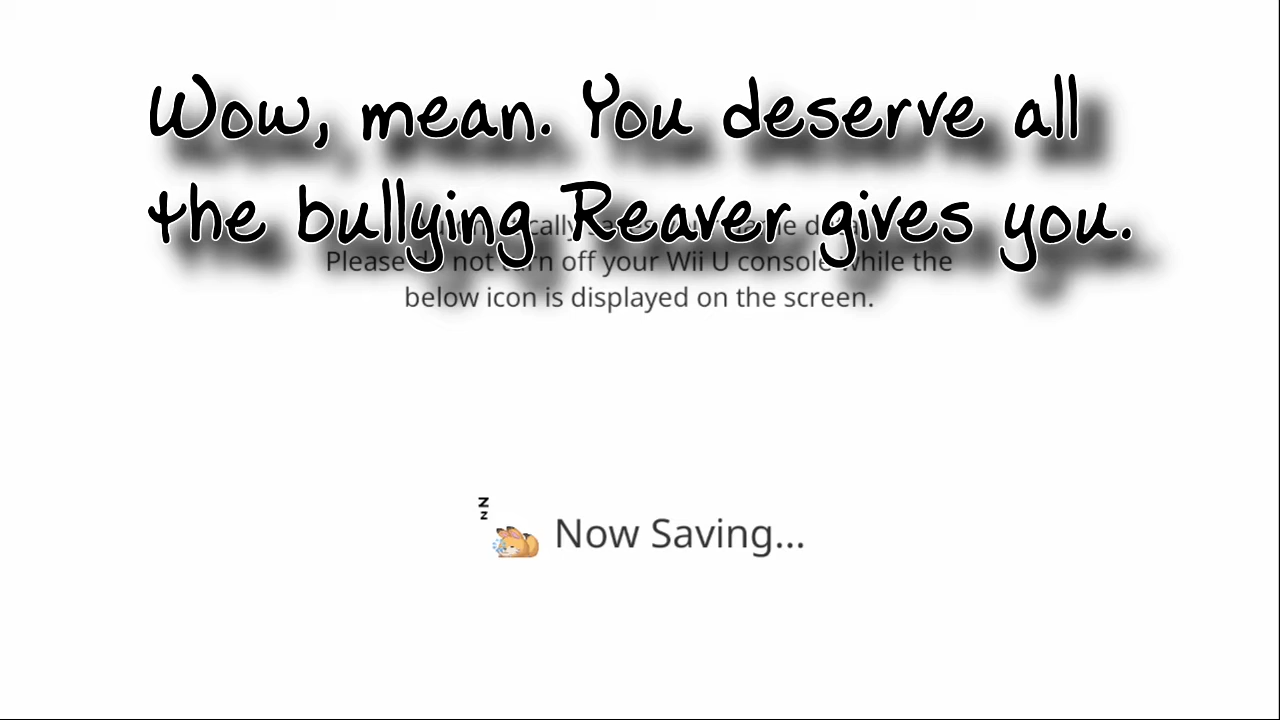 Wow, mean. You deserve all
the bullying Reaver gives you.
Please do not turn off your Wii U console while the
below icon is displayed on the screen.
z
z
Now Saving...